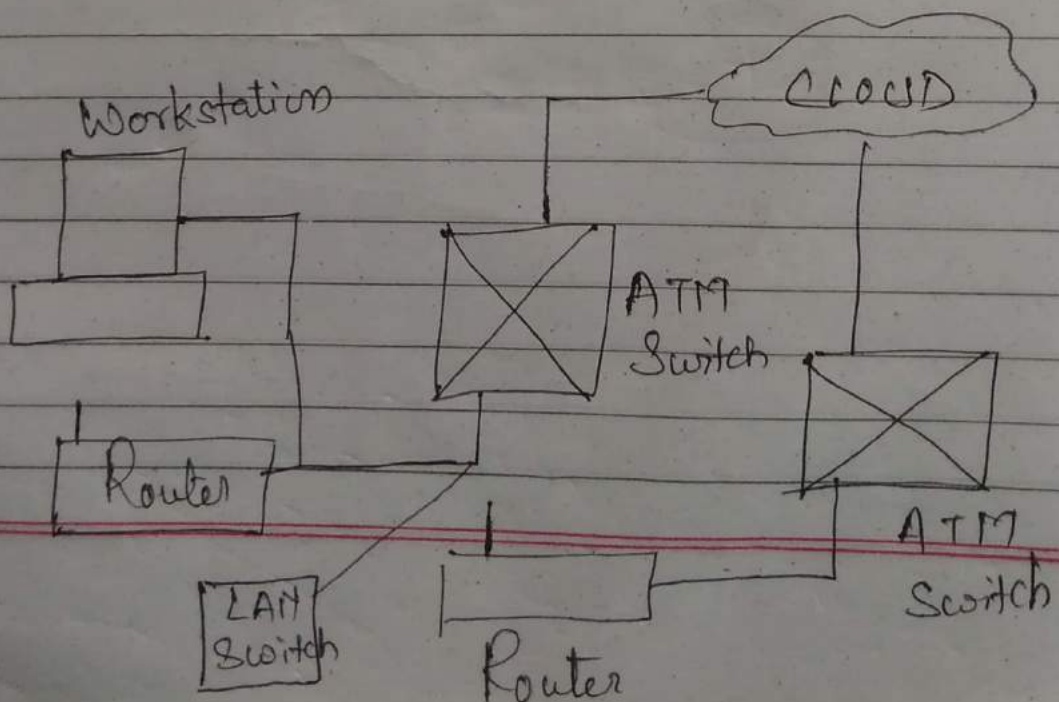 CLOUD
Workstation
ATM
Switch
Router
ATM
Switch
LAN
Switch
Router